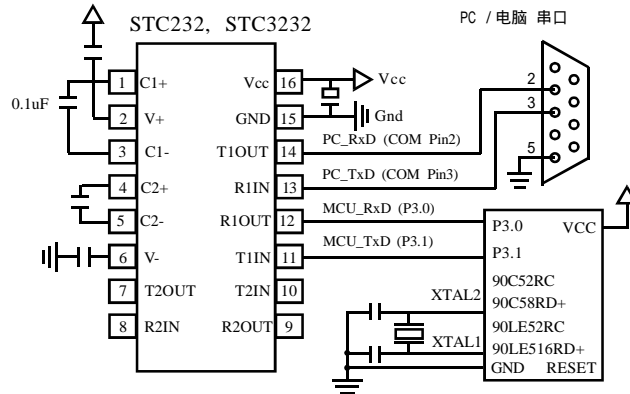 STC232, STC3232
PC /电脑 串口
1 C1+ Vcc 16 Vcc
0.1uF
2 V+ GND 15 Gnd
3 C1- T1OUT 14 PC_RxD (COM Pin2)
4 C2+ R1IN 13 PC_TxD (COM Pin3)
5 C2- R1OUT 12 MCU_RxD (P3.0)
6 V- T1IN 11 MCU_TxD (P3.1)
7 T2OUT T2IN 10
8 R2IN R2OUT 9
2
3
5
P3.0 VCC
P3.1
90C52RC
XTAL2 90C58RD+
90LE52RC
XTAL1 90LE516RD+
GND RESET